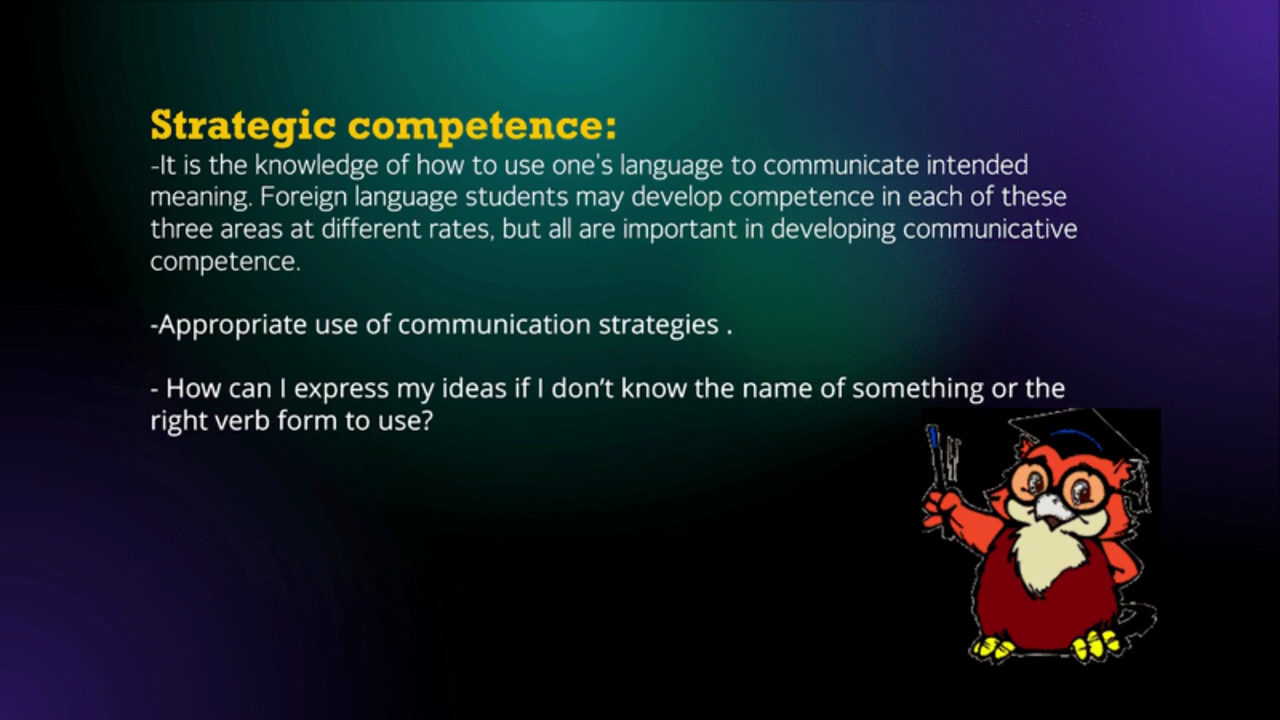 Strategic competence:
-It is the knowledge of how to use one's language to communicate intended
meaning. Foreign language students may develop competence in each of these
three areas at different rates, but all are important in developing communicative
competence.
-Appropriate use of communication strategies .
- How can I express my ideas if I don’t know the name of something or the
right verb form to use?